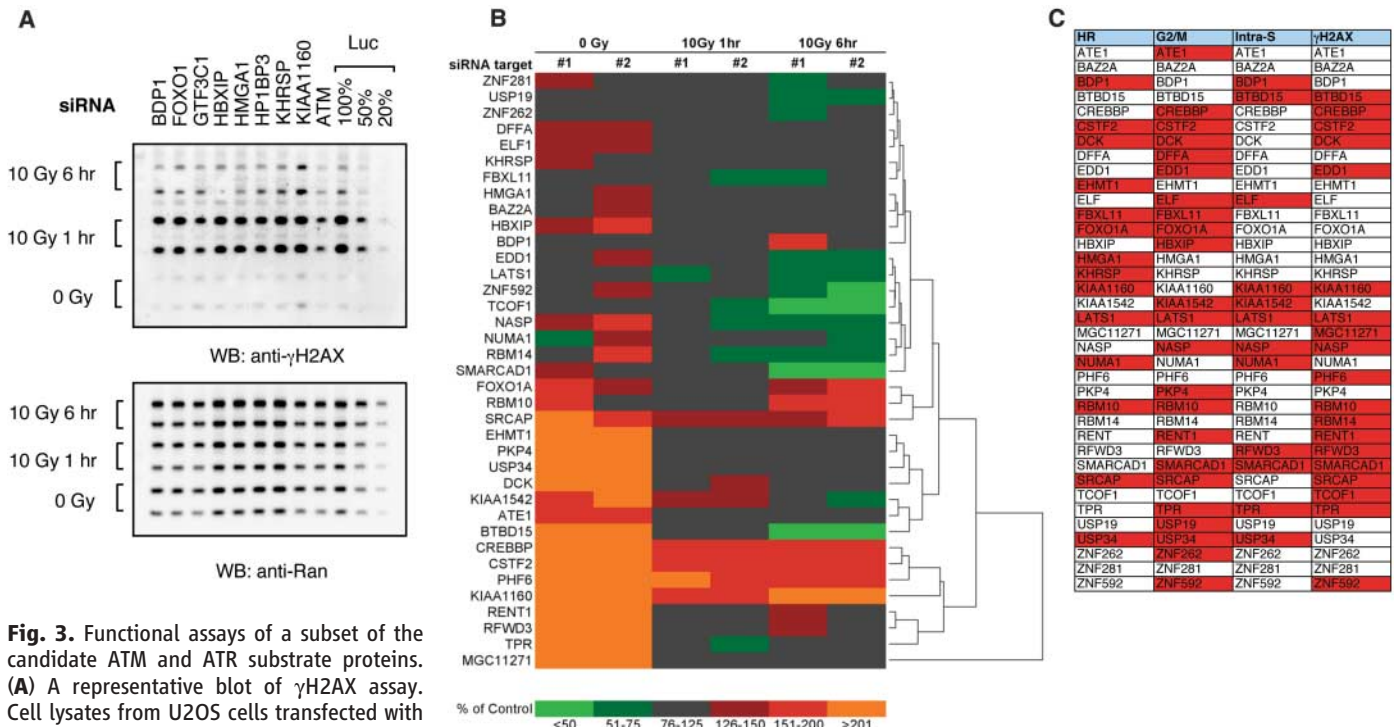 A
Luc
siRNA
BDP1
FOXO1
GTF3C1
HBXIP
HMGA1
HP1BP3
KHRSP
KIAA1160
ATM
100%
50%
20%
10 Gy 6 hr
10 Gy 1 hr
0 Gy
WB: anti-γH2AX
10 Gy 6 hr
10 Gy 1 hr
0 Gy
WB: anti-Ran
Fig. 3. Functional assays of a subset of the
candidate ATM and ATR substrate proteins.
(A) A representative blot of γH2AX assay.
Cell lysates from U2OS cells transfected with
B
0 Gy 10Gy 1hr 10Gy 6hr
siRNA target #1 #2 #1 #2 #1 #2
ZNF281
USP19
ZNF262
DFFA
ELF1
KHRSP
FBXL11
HMGA1
BAZ2A
HBXIP
BDP1
EDD1
LATS1
ZNF592
TCOF1
NASP
NUMA1
RBM14
SMARCAD1
FOXO1A
RBM10
SRCAP
EHMT1
PKP4
USP34
DCK
KIAA1542
ATE1
BTBD15
CREBBP
CSTF2
PHF6
KIAA1160
RENT1
RFWD3
TPR
MGC11271
% of Control
<50 51-75 76-125 126-150 151-200 >201
C
HR G2/M Intra-S γH2AX
ATE1 ATE1 ATE1 ATE1
BAZ2A BAZ2A BAZ2A BAZ2A
BDP1 BDP1 BDP1 BDP1
BTBD15 BTBD15 BTBD15 BTBD15
CREBBP CREBBP CREBBP CREBBP
CSTF2 CSTF2 CSTF2 CSTF2
DCK DCK DCK DCK
DFFA DFFA DFFA DFFA
EDD1 EDD1 EDD1 EDD1
EHMT1 EHMT1 EHMT1 EHMT1
ELF ELF ELF ELF
FBXL11 FBXL11 FBXL11 FBXL11
FOXO1A FOXO1A FOXO1A FOXO1A
HBXIP HBXIP HBXIP HBXIP
HMGA1 HMGA1 HMGA1 HMGA1
KHRSP KHRSP KHRSP KHRSP
KIAA1160 KIAA1160 KIAA1160 KIAA1160
KIAA1542 KIAA1542 KIAA1542 KIAA1542
LATS1 LATS1 LATS1 LATS1
MGC11271 MGC11271 MGC11271 MGC11271
NASP NASP NASP NASP
NUMA1 NUMA1 NUMA1 NUMA1
PHF6 PHF6 PHF6 PHF6
PKP4 PKP4 PKP4 PKP4
RBM10 RBM10 RBM10 RBM10
RBM14 RBM14 RBM14 RBM14
RENT RENT1 RENT RENT1
RFWD3 RFWD3 RFWD3 RFWD3
SMARCAD1 SMARCAD1 SMARCAD1 SMARCAD1
SRCAP SRCAP SRCAP SRCAP
TCOF1 TCOF1 TCOF1 TCOF1
TPR TPR TPR TPR
USP19 USP19 USP19 USP19
USP34 USP34 USP34 USP34
ZNF262 ZNF262 ZNF262 ZNF262
ZNF281 ZNF281 ZNF281 ZNF281
ZNF592 ZNF592 ZNF592 ZNF592